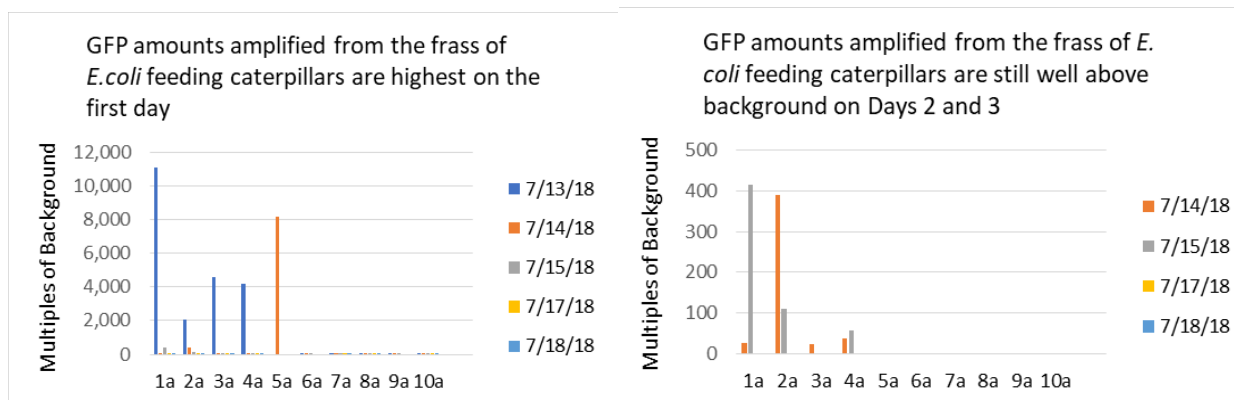 GFP amounts amplified from the frass of
E.coli feeding caterpillars are highest on the
first day
Multiples of Background
12,000
10,000
8,000
6,000
4,000
2,000
0
1a 2a 3a 4a 5a 6a 7a 8a 9a 10a
7/13/18
7/14/18
7/15/18
7/17/18
7/18/18
GFP amounts amplified from the frass of E.
coli feeding caterpillars are still well above
background on Days 2 and 3
Multiples of Background
500
400
300
200
100
0
1a 2a 3a 4a 5a 6a 7a 8a 9a 10a
7/14/18
7/15/18
7/17/18
7/18/18